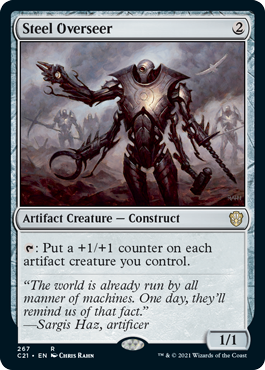 Steel Overseer 2
Artifact Creature — Construct
: Put a +1/+1 counter on each
artifact creature you control.
"The world is already run by all
manner of machines. One day, they'll
remind us of that fact."
—Sargis Haz, artificer
1/1
267 R
C21 • EN Chris Rahn
™ & © 2021 Wizards of the Coast